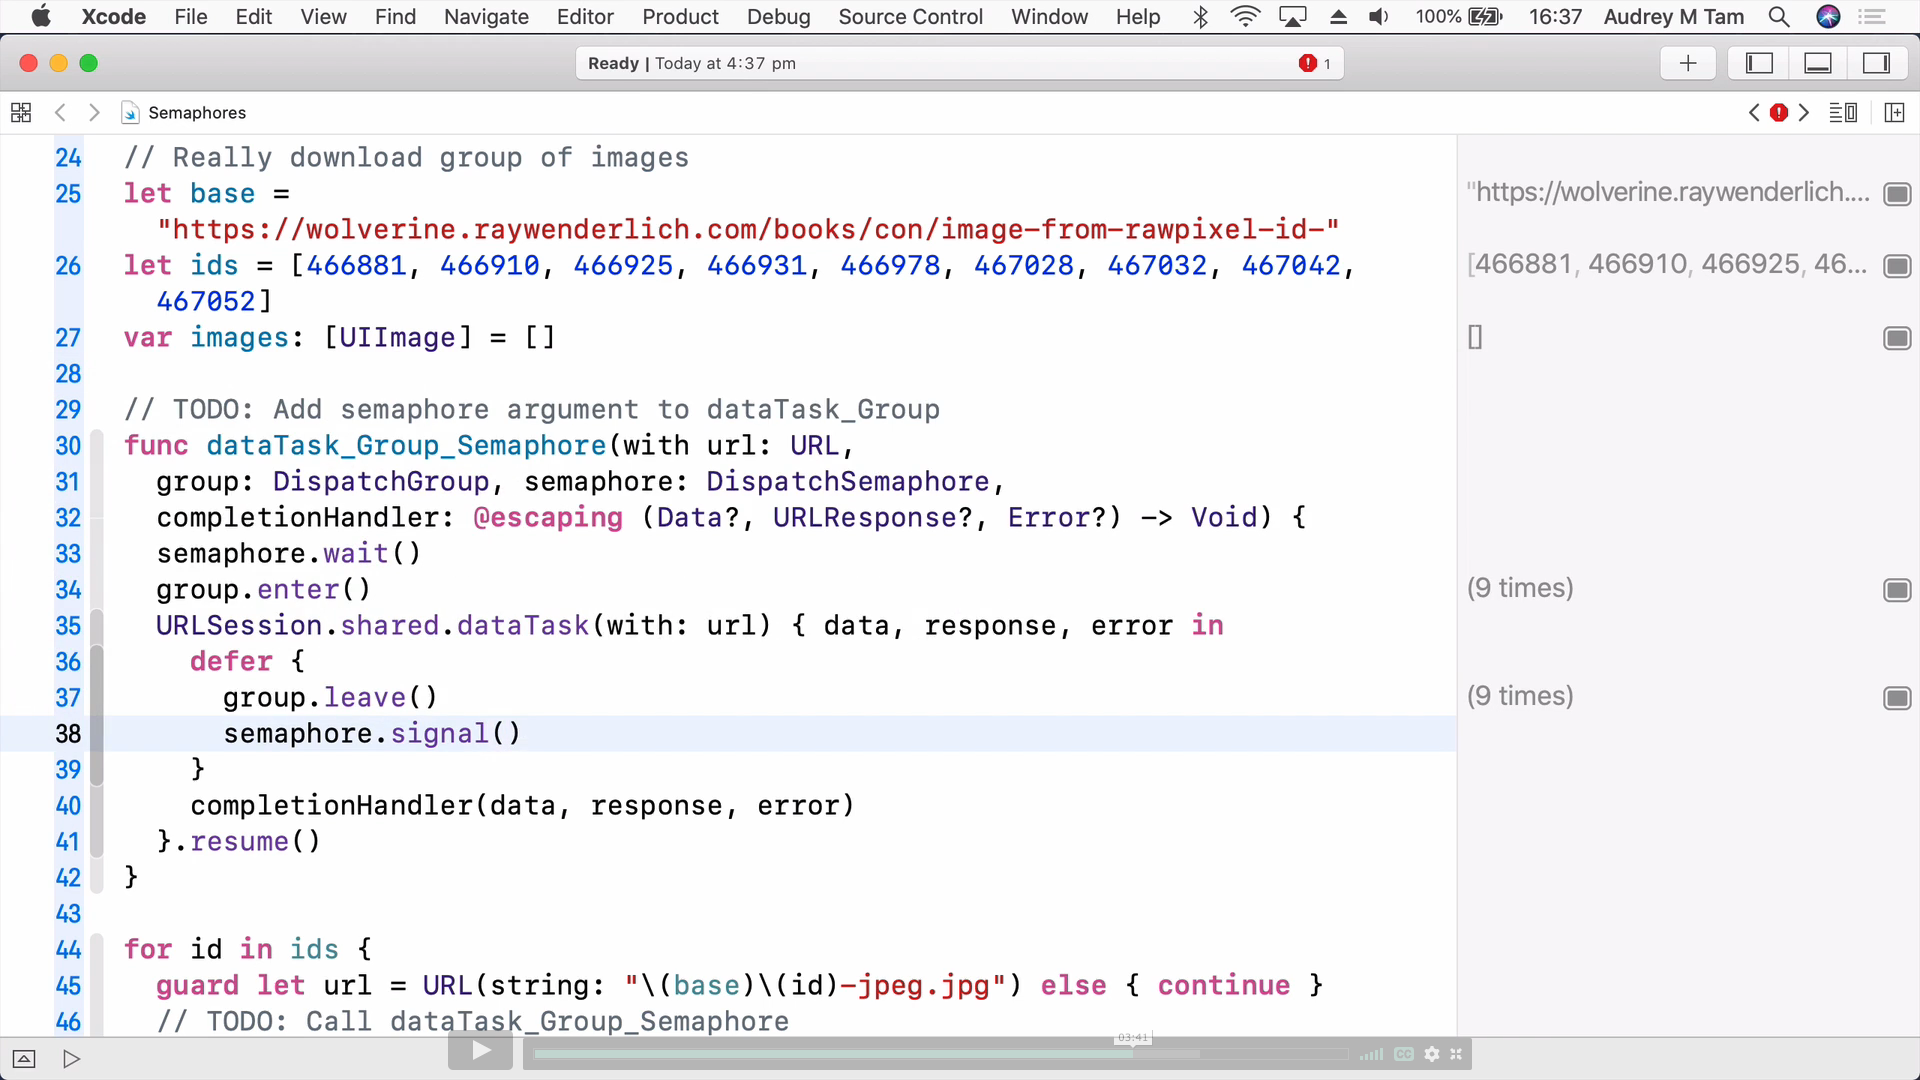 Xcode File Edit View Find Navigate Editor Product Debug Source Control Window Help 100% 16:37 Audrey M Tam
Ready | Today at 4:37 pm 1
Semaphores
24 // Really download group of images
25 let base =
"https://wolverine.raywenderlich.com/books/con/image-from-rawpixel-id-"
"https://wolverine.raywenderlich....
26 let ids = [466881, 466910, 466925, 466931, 466978, 467028, 467032, 467042,
467052]
[466881, 466910, 466925, 46...
27 var images: [UIImage] = []
[]
28
29 // TODO: Add semaphore argument to dataTask_Group
30 func dataTask_Group_Semaphore(with url: URL,
31 group: DispatchGroup, semaphore: DispatchSemaphore,
32 completionHandler: @escaping (Data?, URLResponse?, Error?) -> Void) {
33 semaphore.wait()
34 group.enter()
(9 times)
35 URLSession.shared.dataTask(with: url) { data, response, error in
36 defer {
37 group.leave()
(9 times)
38 semaphore.signal()
39 }
40 completionHandler(data, response, error)
41 }.resume()
42 }
43
44 for id in ids {
45 guard let url = URL(string: "\(base)\(id)-jpeg.jpg") else { continue }
46 // TODO: Call dataTask_Group_Semaphore
03:41
CC